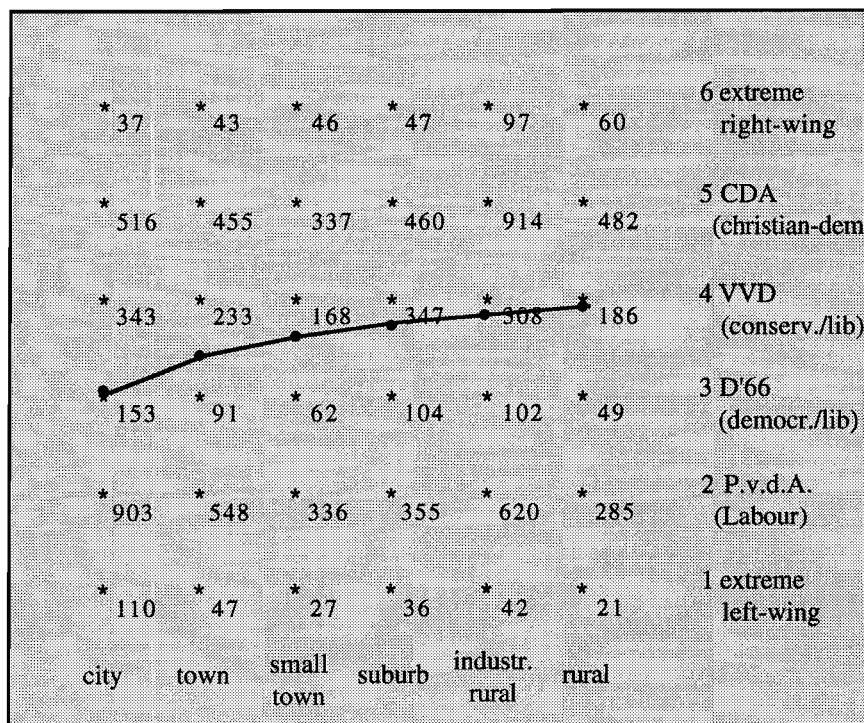 * 37 * 43 * 46 * 47 * 97 * 60 6 extreme
right-wing
* 516 * 455 * 337 * 460 * 914 * 482 5 CDA
(christian-dem
* 343 * 233 * 168 * 347 * 308 * 186 4 VVD
(conserv./lib)
* 153 * 91 * 62 * 104 * 102 * 49 3 D'66
(democr./lib)
* 903 * 548 * 336 * 355 * 620 * 285 2 P.v.d.A.
(Labour)
* 110 * 47 * 27 * 36 * 42 * 21 1 extreme
left-wing
city town small suburb industr. rural
town rural